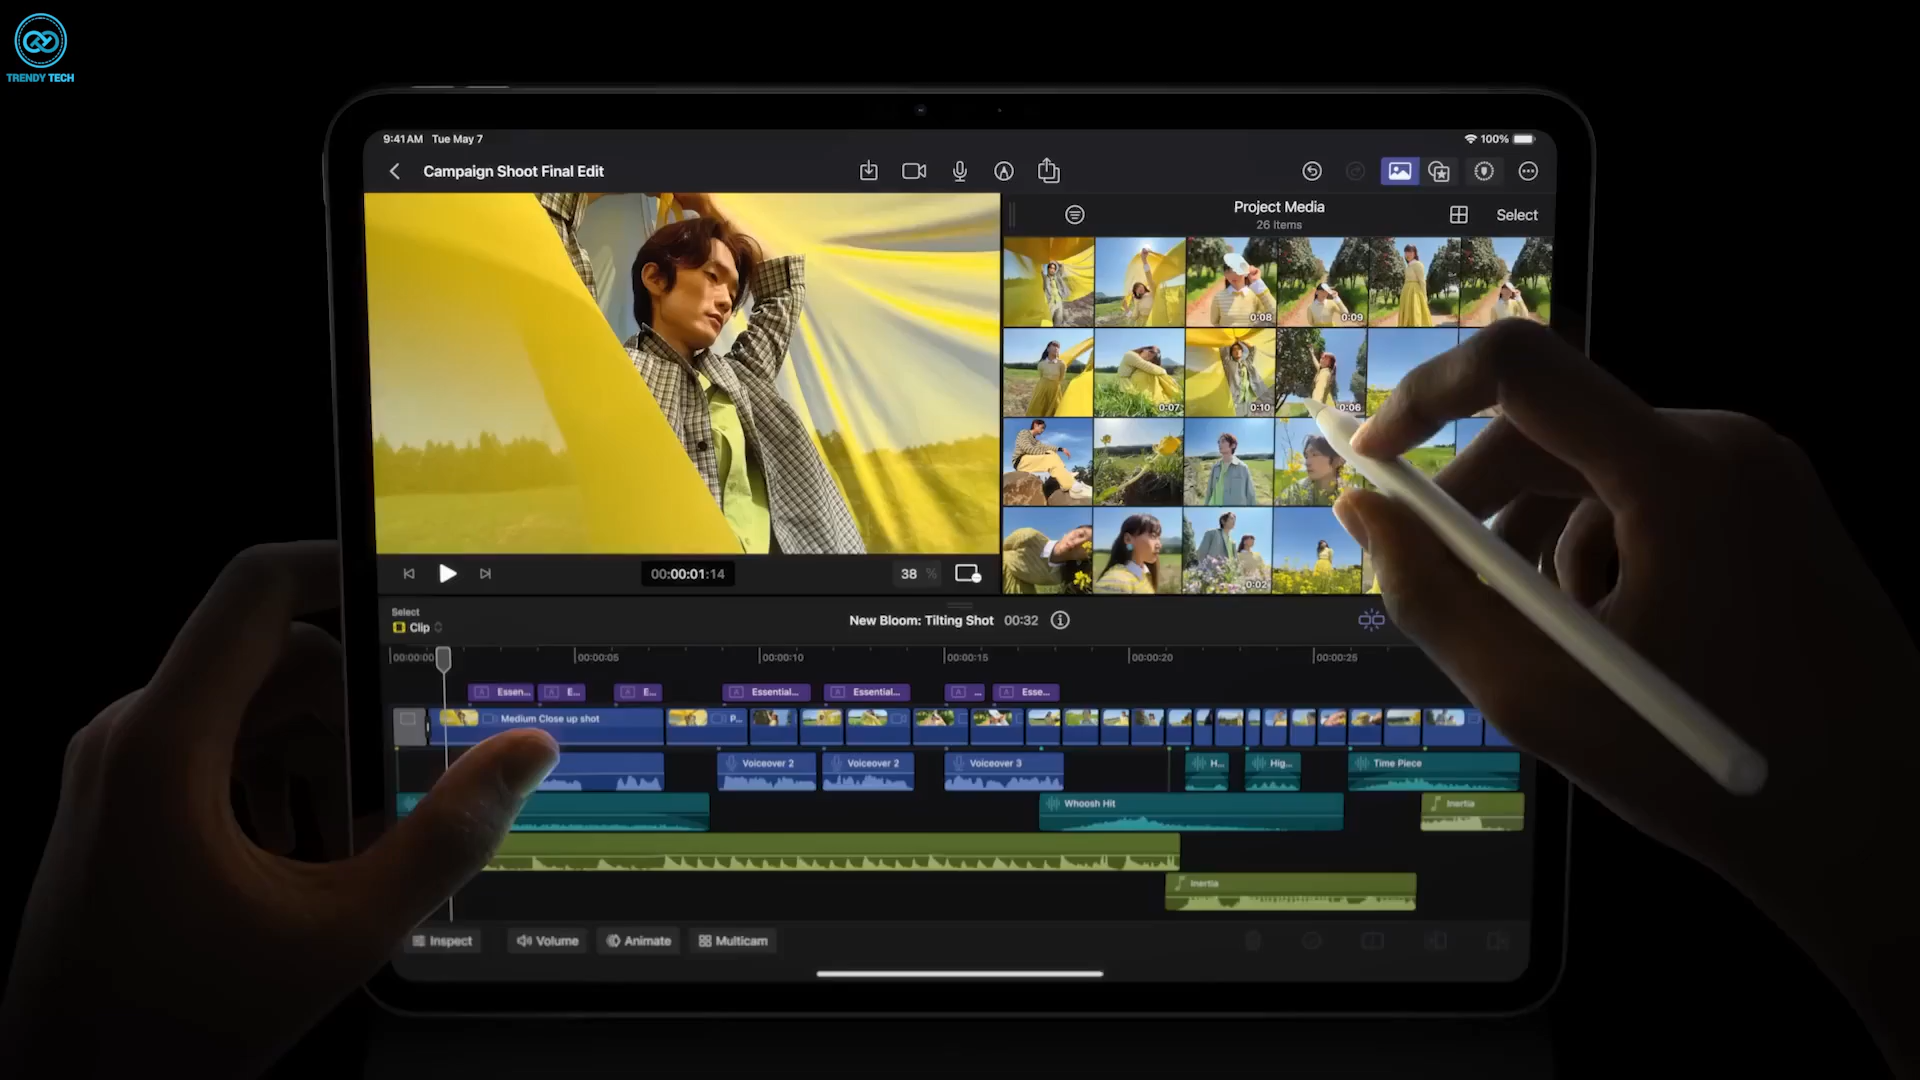 TRENDY TECH
9:41 AM Tue May 7
100%
Campaign Shoot Final Edit
Project Media
26 Items
Select
0:08
0:09
0:07
0:10
0:06
0:02
00:00:01:14
38 %
Select
Clip
New Bloom: Tilting Shot 00:32
00:00:00
00:00:05
00:00:10
00:00:15
00:00:20
00:00:25
Essen...
E...
E...
Essential...
Essential...
...
Esse...
Medium Close up shot
P...
Voiceover 2
Voiceover 2
Voiceover 3
H...
Hig...
Time Piece
Whoosh Hit
Inertia
Inertia
Inspect
Volume
Animate
Multicam